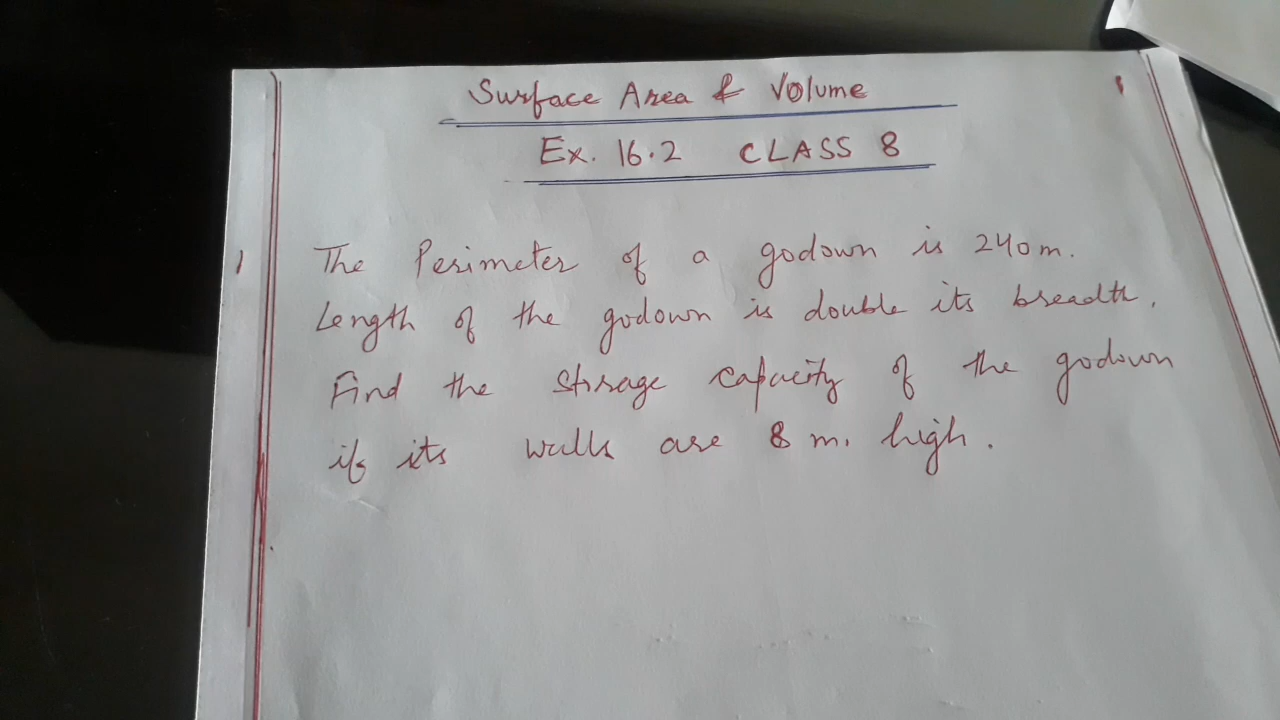 Surface Area & Volume
Ex. 16.2 CLASS 8
1 The Perimeter of a godown is 240 m.
Length of the godown is double its breadth.
Find the storage capacity of the godown
if its walls are 8 m. high.